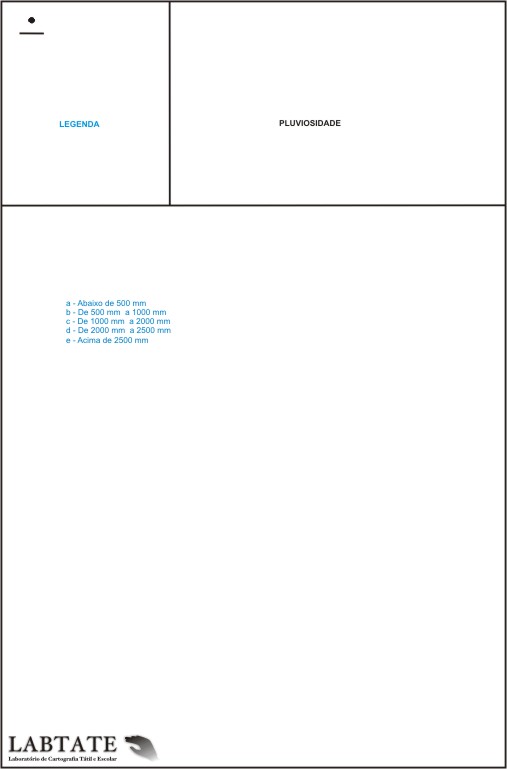 LEGENDA
PLUVIOSIDADE
a - Abaixo de 500 mm
b - De 500 mm  a 1000 mm
c - De 1000 mm  a 2000 mm
d - De 2000 mm  a 2500 mm
e - Acima de 2500 mm
LABTATE
Laboratório de Cartografia Tátil e Escolar